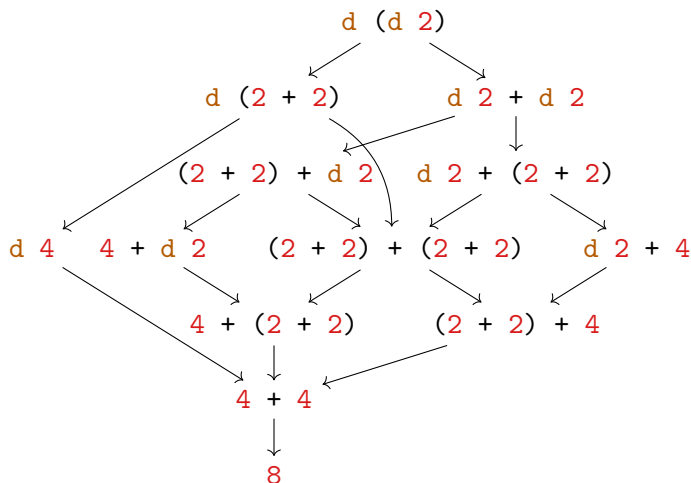 d (d 2)
d (2 + 2)
d 2 + d 2
(2 + 2) + d 2
d 2 + (2 + 2)
d 4
4 + d 2
(2 + 2) + (2 + 2)
d 2 + 4
4 + (2 + 2)
(2 + 2) + 4
4 + 4
8